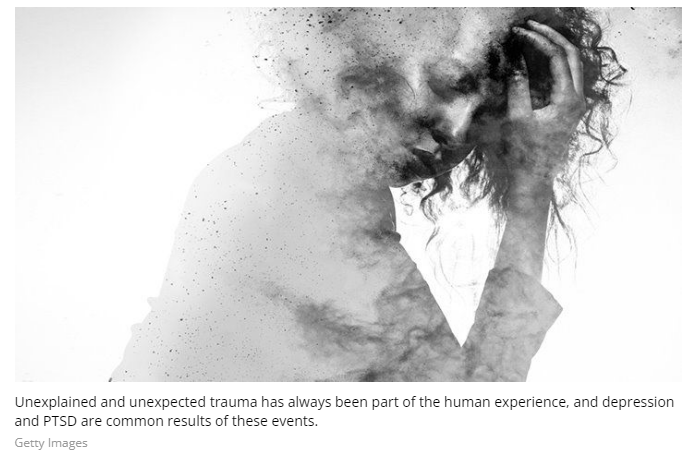 Unexplained and unexpected trauma has always been part of the human experience, and depression
and PTSD are common results of these events.
Getty Images